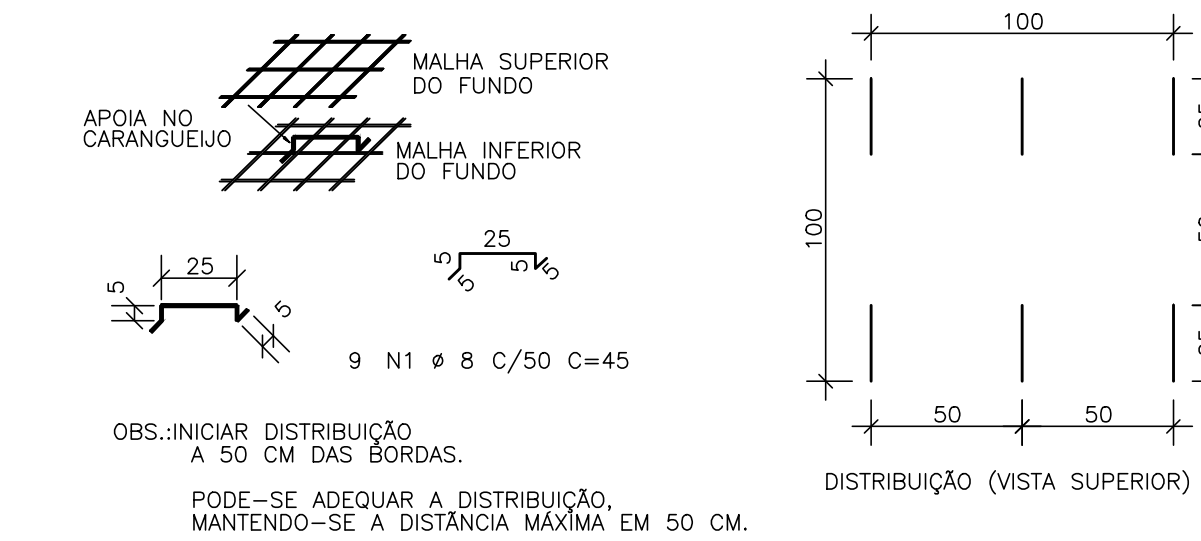 MALHA SUPERIOR
DO FUNDO
APOIA NO
CARANGUEIJO
MALHA INFERIOR
DO FUNDO
25
5
5
25
5
5
5
5
9 N1 ø 8 C/50 C=45
OBS.:INICIAR DISTRIBUIÇÃO
A 50 CM DAS BORDAS.
PODE-SE ADEQUAR A DISTRIBUIÇÃO,
MANTENDO-SE A DISTÃNCIA MÁXIMA EM 50 CM.
100
100
50
50
DISTRIBUIÇÃO (VISTA SUPERIOR)